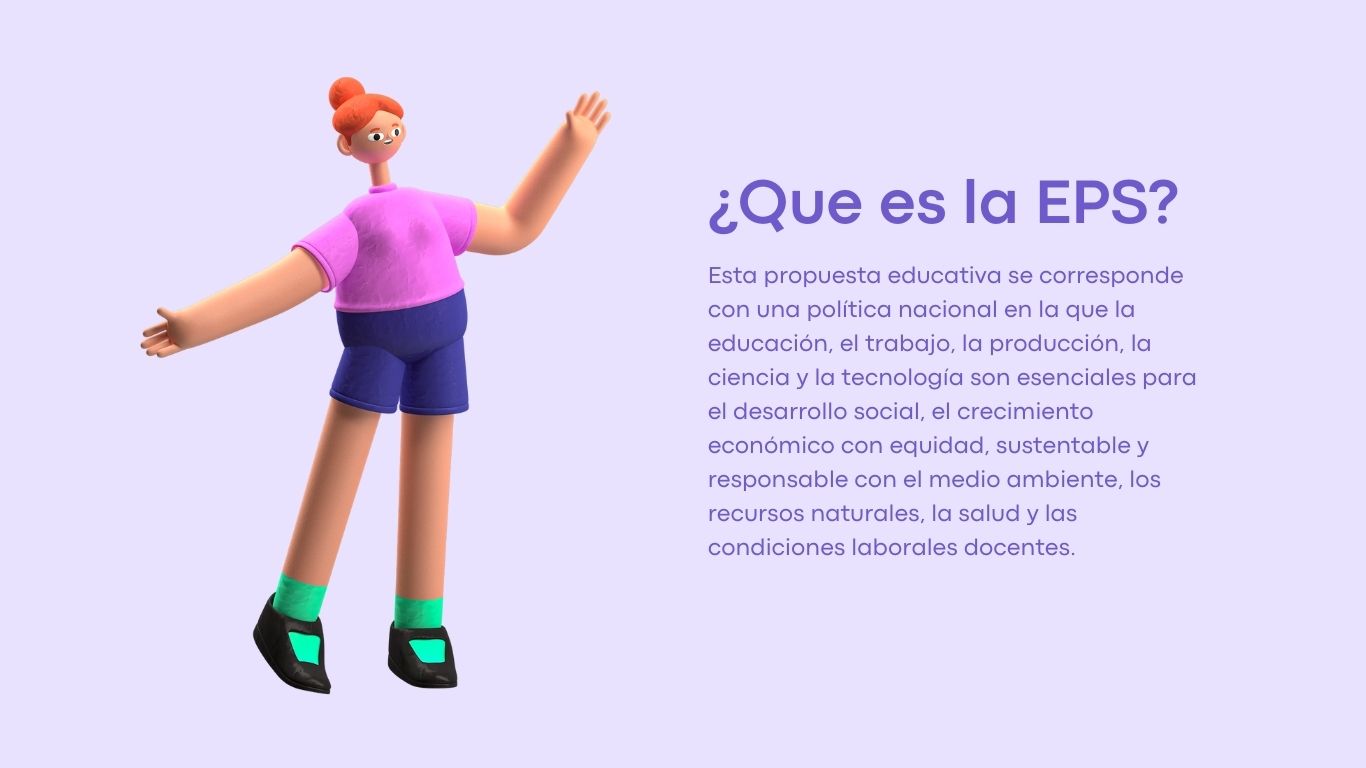 ¿Que es la EPS?
Esta propuesta educativa se corresponde
con una política nacional en la que la
educación, el trabajo, la producción, la
ciencia y la tecnología son esenciales para
el desarrollo social, el crecimiento
económico con equidad, sustentable y
responsable con el medio ambiente, los
recursos naturales, la salud y las
condiciones laborales docentes.